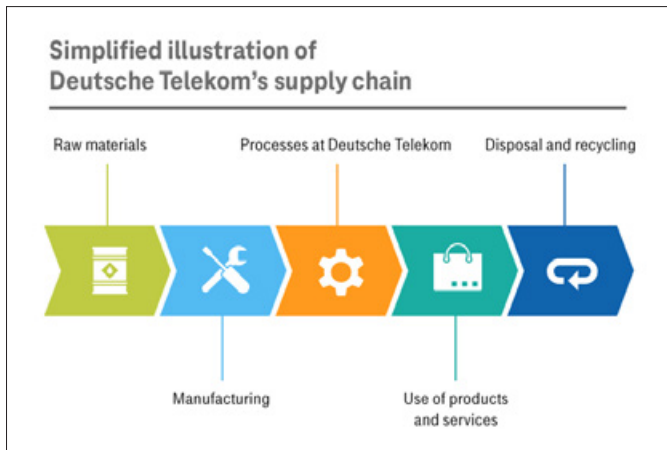 Simplified illustration of
Deutsche Telekom's supply chain
Raw materials
Processes at Deutsche Telekom
Disposal and recycling
Manufacturing
Use of products
and services